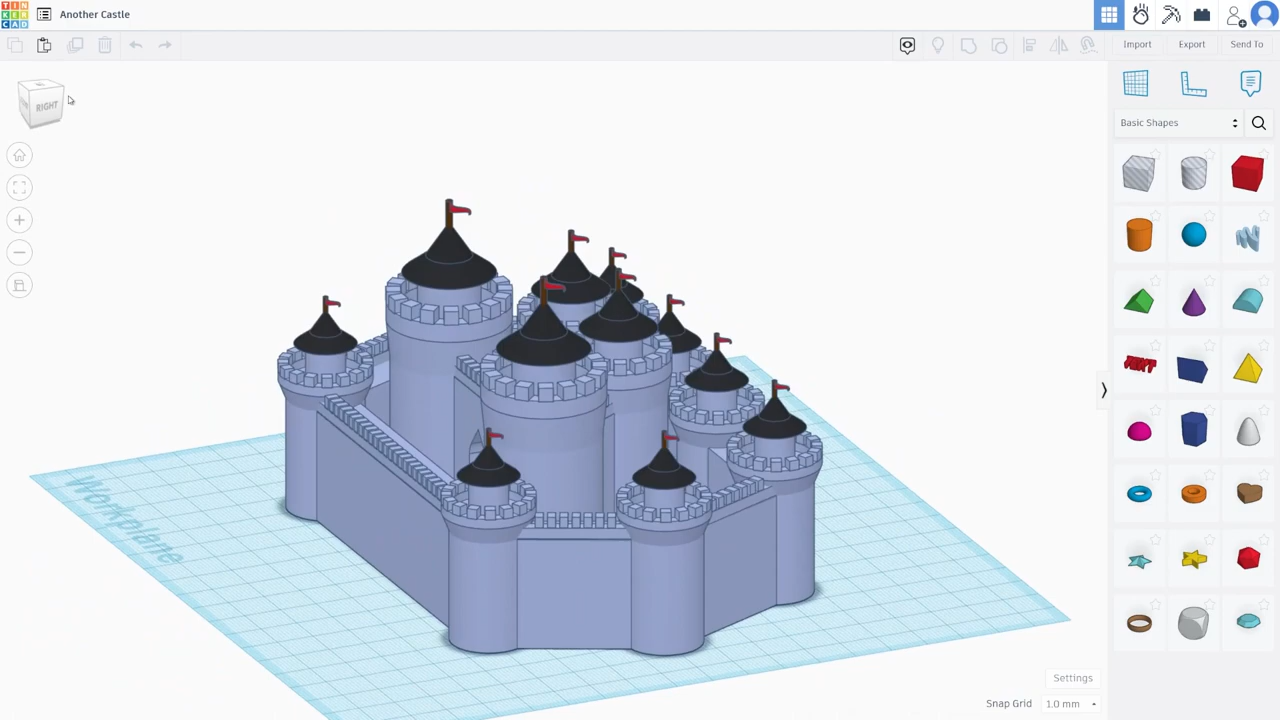 TIN
KER
CAD
Another Castle
Import
Export
Send To
RIGHT
Basic Shapes
Workplane
Settings
Snap Grid
1.0 mm